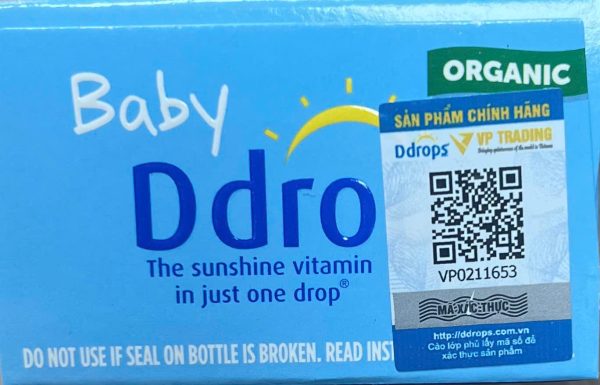 Baby
Ddro
The sunshine vitamin
in just one drop®
DO NOT USE IF SEAL ON BOTTLE IS BROKEN. READ INST
ORGANIC
SẢN PHẨM CHÍNH HÃNG
Ddrops VP TRADING
VP0211653
MÃ XÁC THỰC
http://ddrops.com.vn
Cào lớp phủ lấy mã số để
xác thực sản phẩm